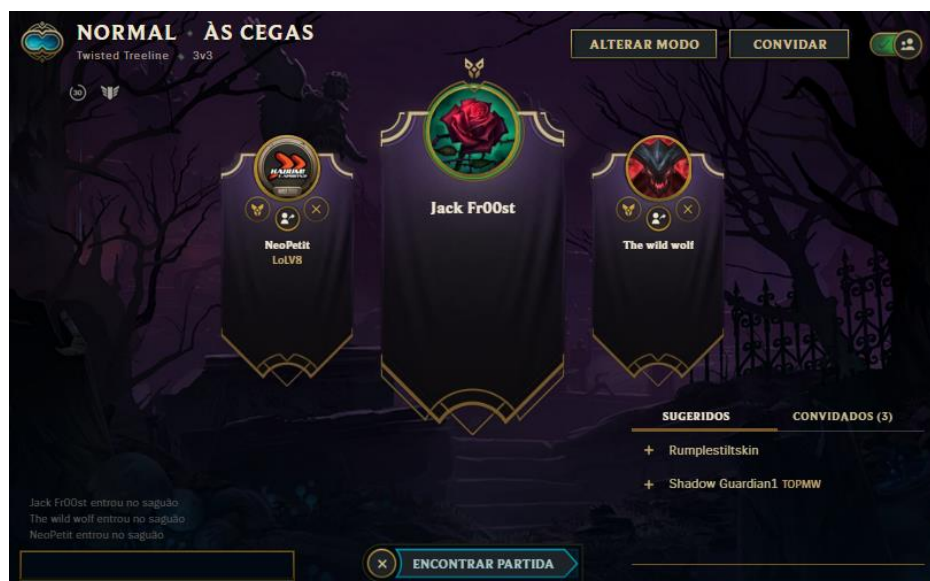 NORMAL · ÀS CEGAS
Twisted Treeline ◆ 3v3
30
ALTERAR MODO
CONVIDAR
Jack Fr00st
NeoPetit
LoLV8
The wild wolf
SUGERIDOS
CONVIDADOS (3)
+ Rumplestiltskin
+ Shadow Guardian1 TOPMW
Jack Fr00st entrou no saguão
The wild wolf entrou no saguão
NeoPetit entrou no saguão
ENCONTRAR PARTIDA